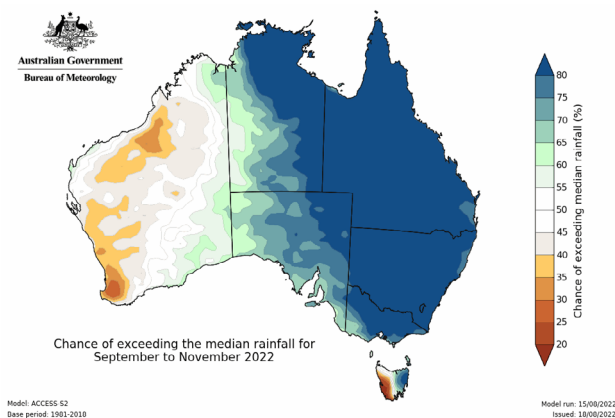 Australian Government
Bureau of Meteorology
80
75
70
65
60
55
50
45
40
35
30
25
20
Chance of exceeding median rainfall (%)
Chance of exceeding the median rainfall for
September to November 2022
Model: ACCESS-S2
Base period: 1981-2018
Model run: 15/08/2022
Issued: 18/08/2022